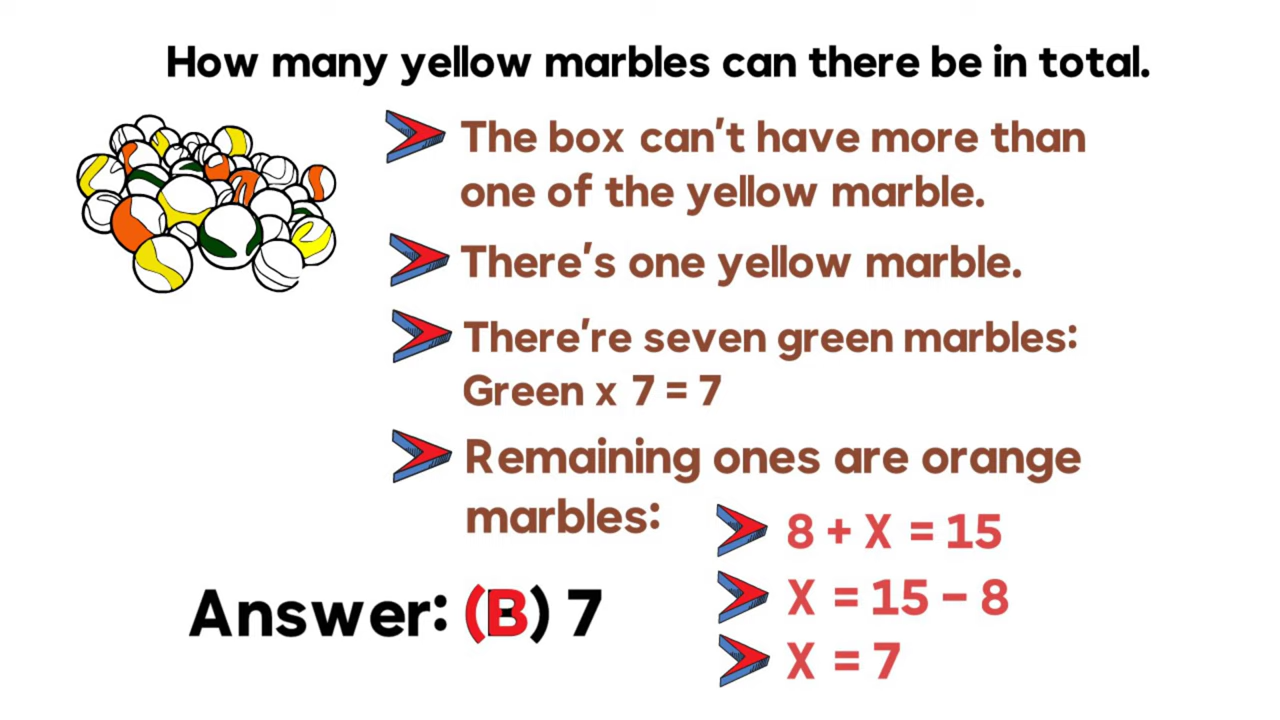 How many yellow marbles can there be in total.
The box can't have more than
one of the yellow marble.
There's one yellow marble.
There're seven green marbles:
Green x 7 = 7
Remaining ones are orange
marbles:
8 + X = 15
X = 15 – 8
X = 7
Answer: (B) 7